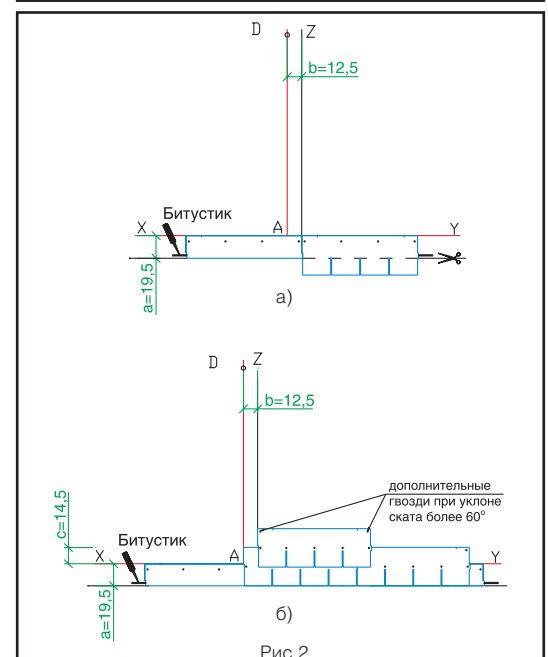 D Z
b=12,5
Битустик
X A Y
a=19,5
а)
D Z
b=12,5
дополнительные
гвозди при уклоне
ската более 60°
c=14,5
Битустик
X A Y
a=19,5
б)
Рис 2